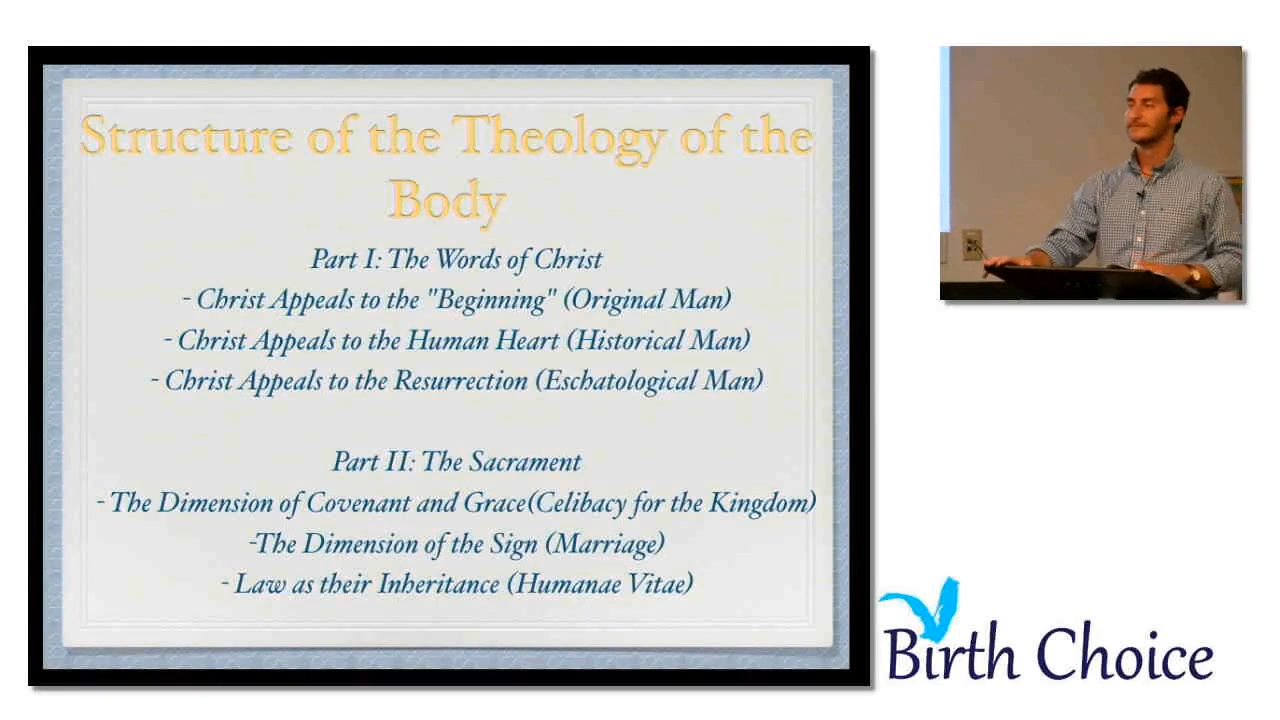 Structure of the Theology of the
Body
Part I: The Words of Christ
- Christ Appeals to the "Beginning" (Original Man)
- Christ Appeals to the Human Heart (Historical Man)
- Christ Appeals to the Resurrection (Eschatological Man)
Part II: The Sacrament
- The Dimension of Covenant and Grace(Celibacy for the Kingdom)
-The Dimension of the Sign (Marriage)
- Law as their Inheritance (Humanae Vitae)
Birth Choice